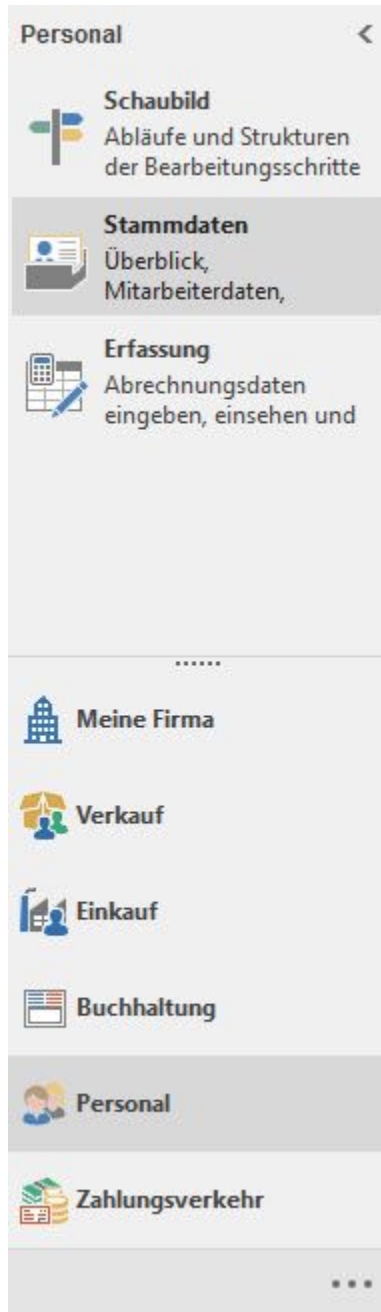 Personal
Schaubild
Abläufe und Strukturen
der Bearbeitungsschritte
Stammdaten
Überblick,
Mitarbeiterdaten,
Erfassung
Abrechnungsdaten
eingeben, einsehen und
Meine Firma
Verkauf
Einkauf
Buchhaltung
Personal
Zahlungsverkehr